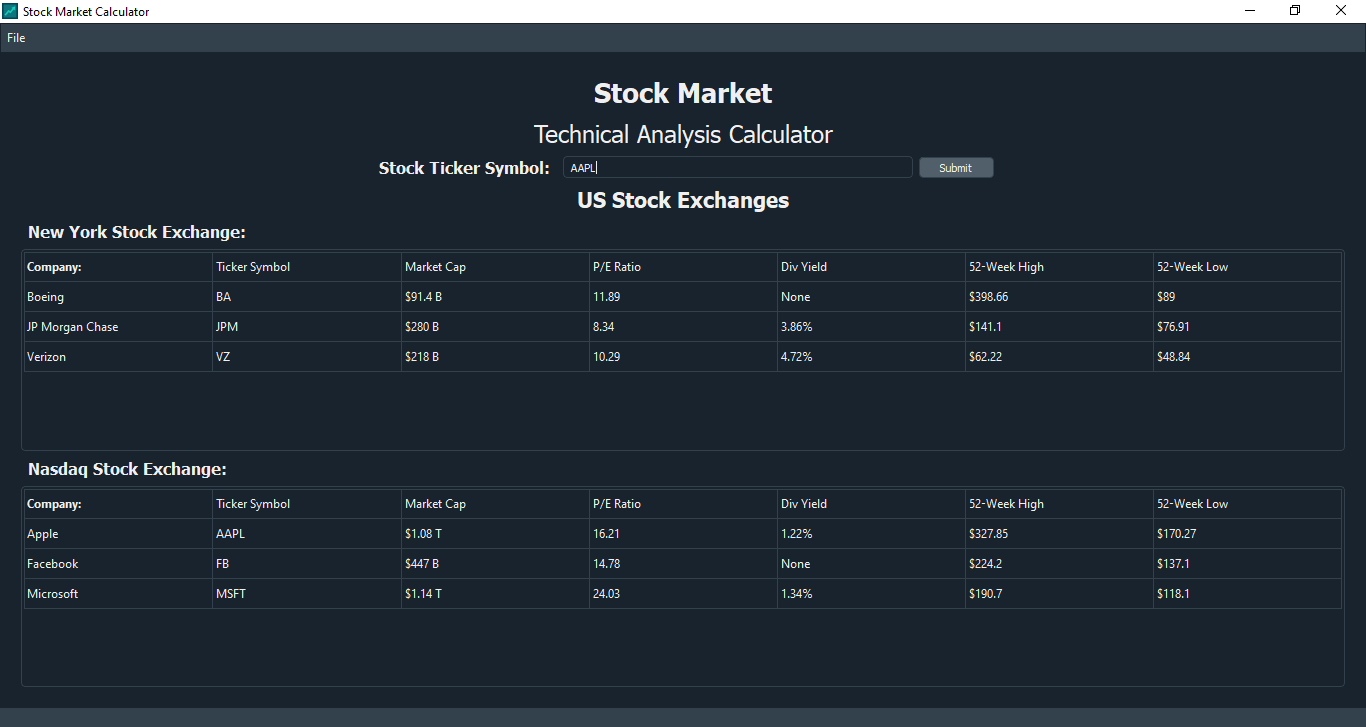 Stock Market Calculator
File
Stock Market
Technical Analysis Calculator
Stock Ticker Symbol: AAPL Submit
US Stock Exchanges
New York Stock Exchange:
Company: Ticker Symbol Market Cap P/E Ratio Div Yield 52-Week High 52-Week Low
Boeing BA $91.4 B 11.89 None $398.66 $89
JP Morgan Chase JPM $280 B 8.34 3.86% $141.1 $76.91
Verizon VZ $218 B 10.29 4.72% $62.22 $48.84
Nasdaq Stock Exchange:
Company: Ticker Symbol Market Cap P/E Ratio Div Yield 52-Week High 52-Week Low
Apple AAPL $1.08 T 16.21 1.22% $327.85 $170.27
Facebook FB $447 B 14.78 None $224.2 $137.1
Microsoft MSFT $1.14 T 24.03 1.34% $190.7 $118.1